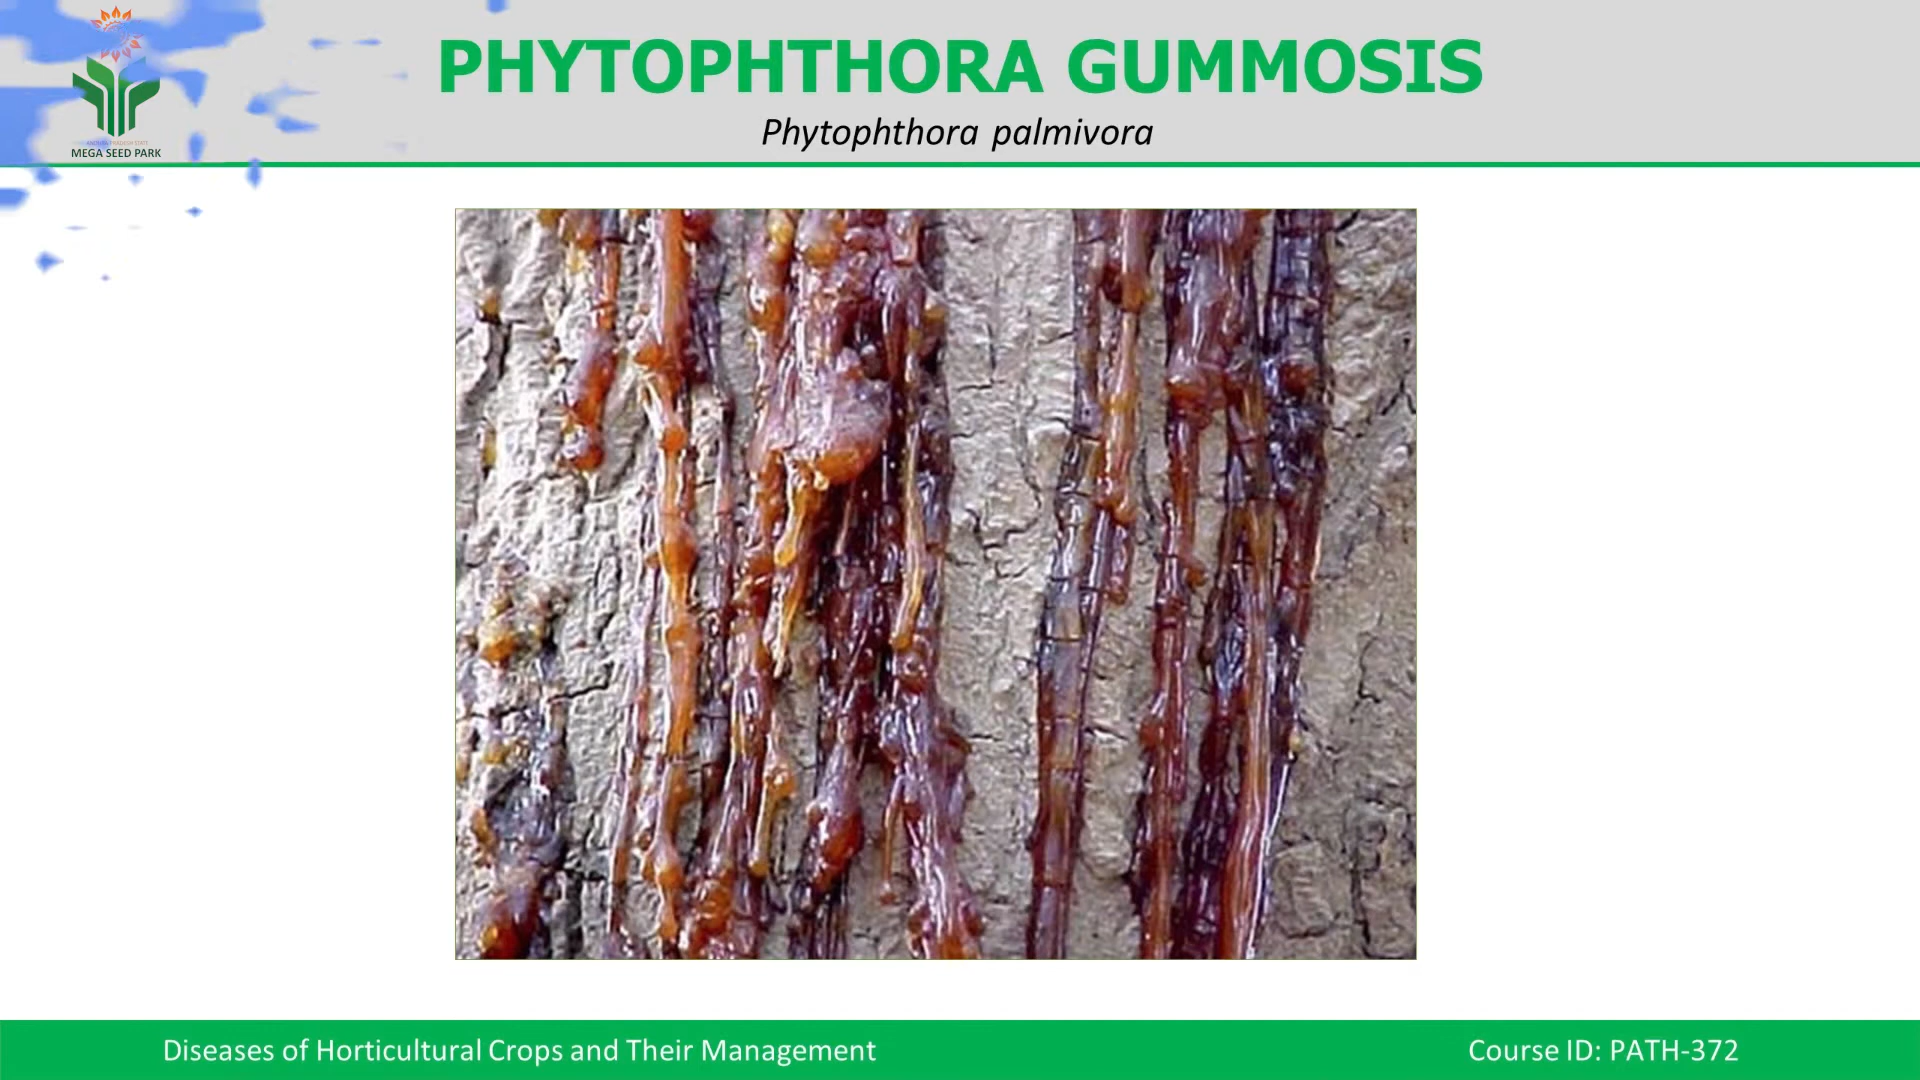 PHYTOPHTHORA GUMMOSIS
Phytophthora palmivora
MEGA SEED PARK
Diseases of Horticultural Crops and Their Management
Course ID: PATH-372